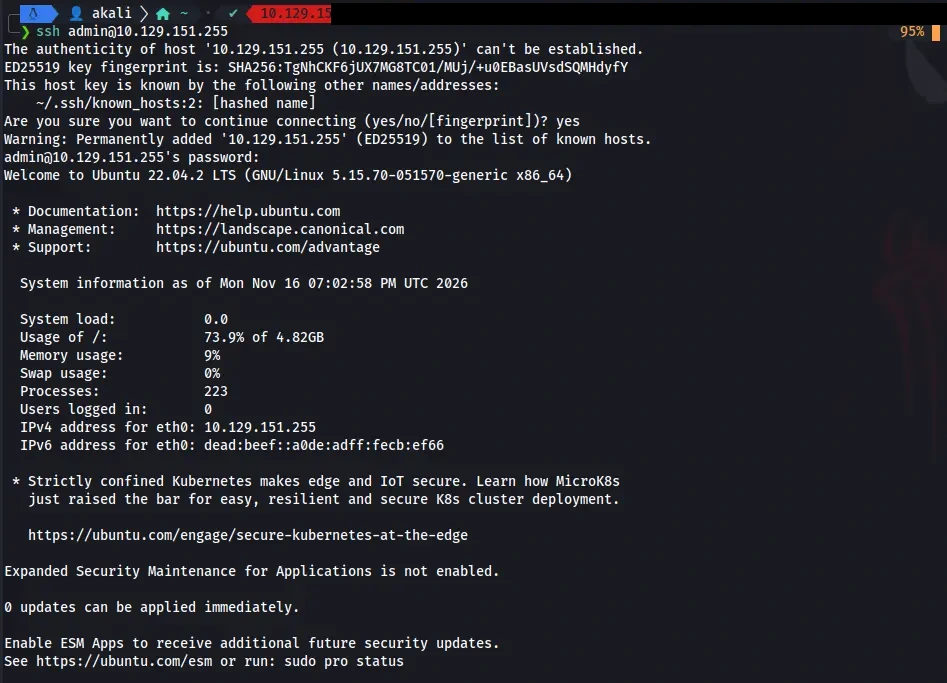 akali ~ 10.129.15
ssh admin@10.129.151.255 95%
The authenticity of host '10.129.151.255 (10.129.151.255)' can't be established.
ED25519 key fingerprint is: SHA256:TgNhCKF6jUX7MG8TC01/MUj/+u0EBasUVsdSQMHdyfY
This host key is known by the following other names/addresses:
~/.ssh/known_hosts:2: [hashed name]
Are you sure you want to continue connecting (yes/no/[fingerprint])? yes
Warning: Permanently added '10.129.151.255' (ED25519) to the list of known hosts.
admin@10.129.151.255's password:
Welcome to Ubuntu 22.04.2 LTS (GNU/Linux 5.15.70-051570-generic x86_64)
* Documentation: https://help.ubuntu.com
* Management: https://landscape.canonical.com
* Support: https://ubuntu.com/advantage
System information as of Mon Nov 16 07:02:58 PM UTC 2026
System load: 0.0
Usage of /: 73.9% of 4.82GB
Memory usage: 9%
Swap usage: 0%
Processes: 223
Users logged in: 0
IPv4 address for eth0: 10.129.151.255
IPv6 address for eth0: dead:beef::a0de:adff:fecb:ef66
* Strictly confined Kubernetes makes edge and IoT secure. Learn how MicroK8s
just raised the bar for easy, resilient and secure K8s cluster deployment.
https://ubuntu.com/engage/secure-kubernetes-at-the-edge
Expanded Security Maintenance for Applications is not enabled.
0 updates can be applied immediately.
Enable ESM Apps to receive additional future security updates.
See https://ubuntu.com/esm or run: sudo pro status